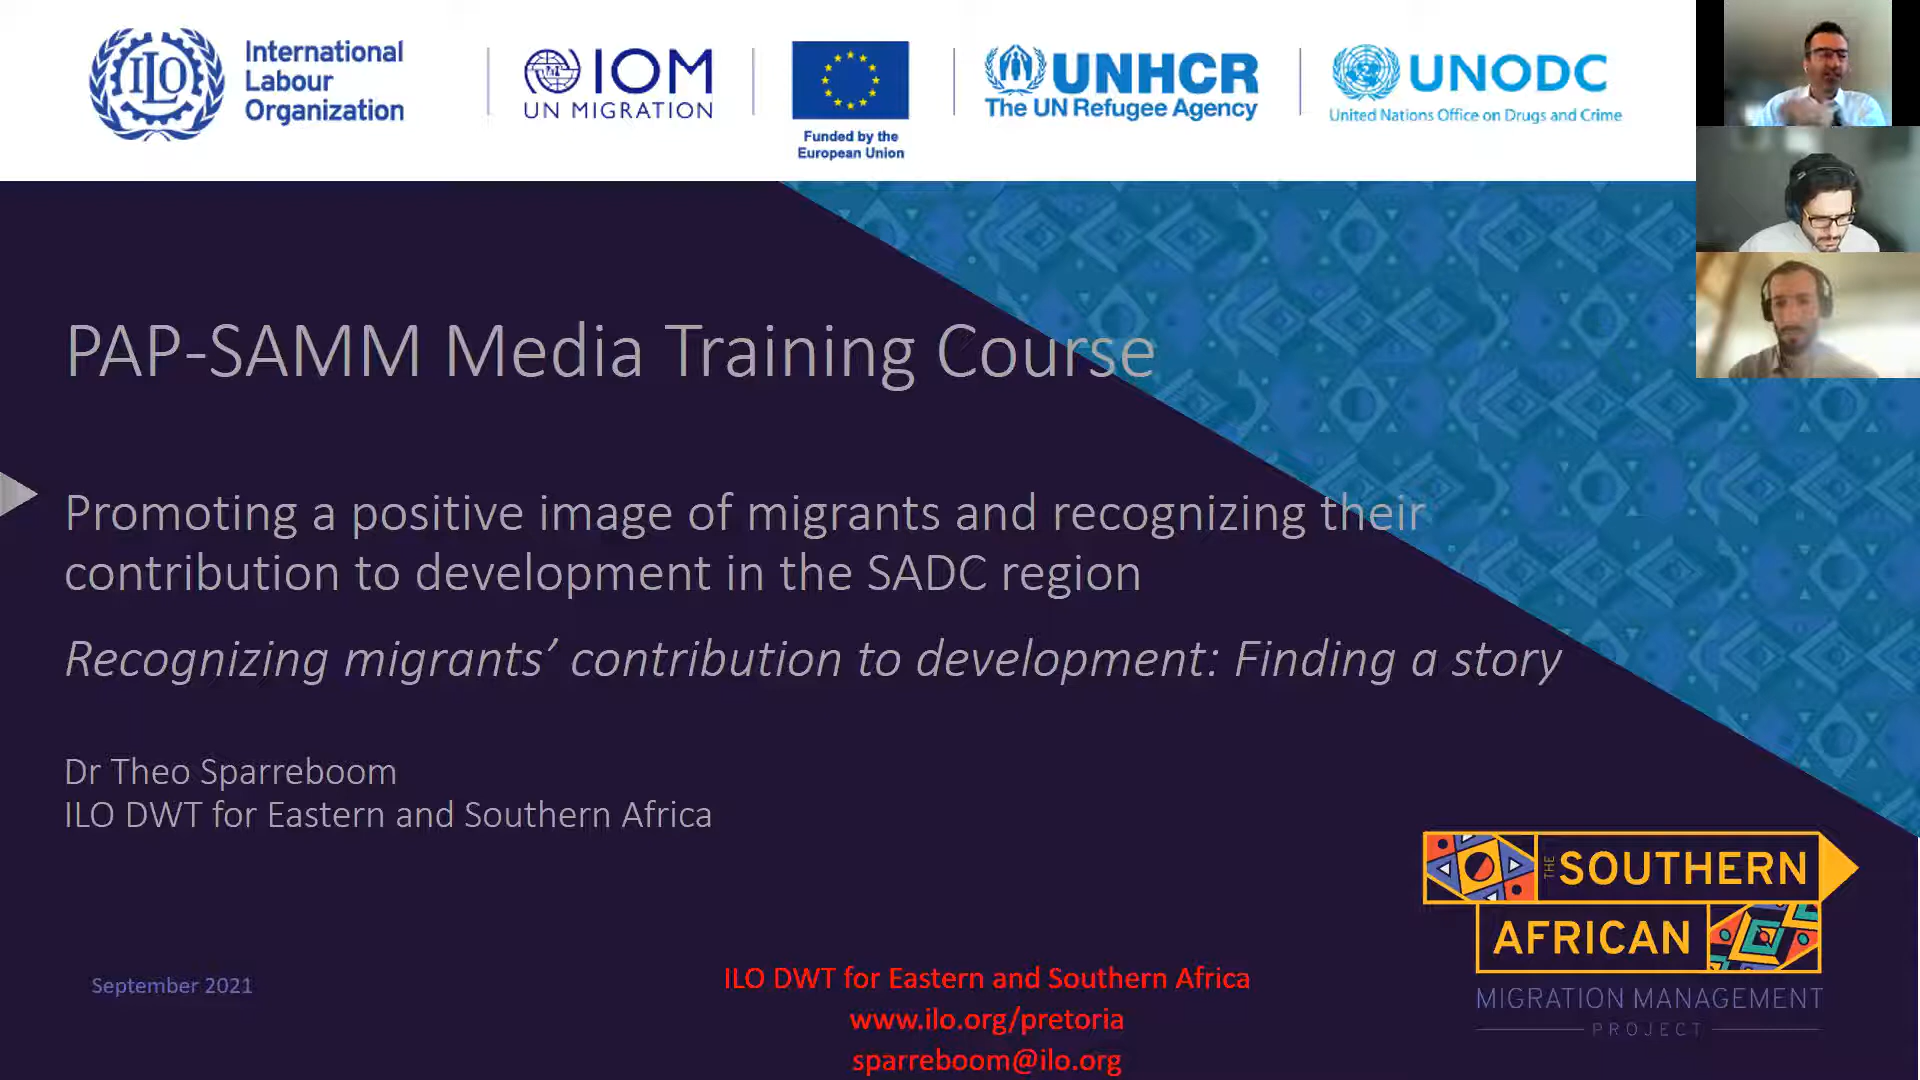 ILO
International
Labour
Organization
IOM
UN MIGRATION
Funded by the
European Union
UNHCR
The UN Refugee Agency
UNODC
United Nations Office on Drugs and Crime
PAP-SAMM Media Training Course
Promoting a positive image of migrants and recognizing their
contribution to development in the SADC region
Recognizing migrants’ contribution to development: Finding a story
Dr Theo Sparreboom
ILO DWT for Eastern and Southern Africa
September 2021
ILO DWT for Eastern and Southern Africa
www.ilo.org/pretoria
sparreboom@ilo.org
THE SOUTHERN
AFRICAN
MIGRATION MANAGEMENT
PROJECT